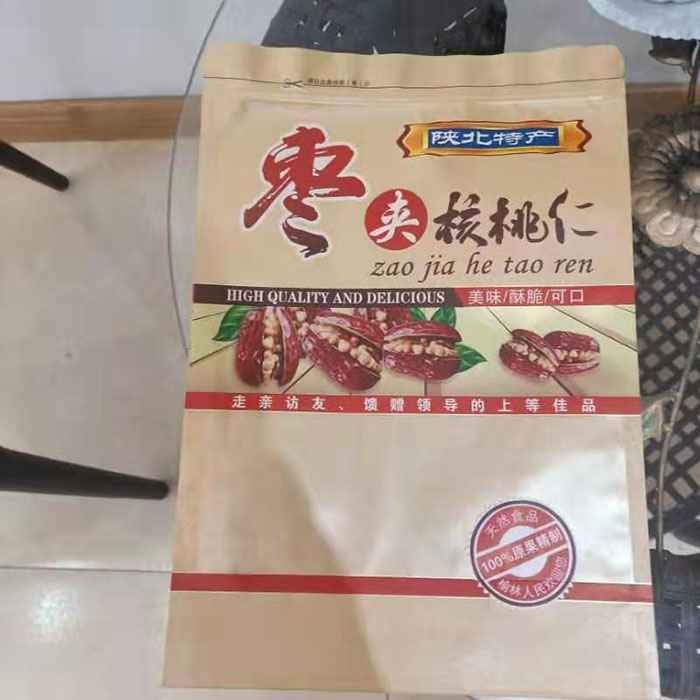 陕北特产
枣夹核桃仁
zao jia he tao ren
HIGH QUALITY AND DELICIOUS 美味/酥脆/可口
走亲访友、馈赠领导的上等佳品
天然食品
100%原果精制
榆林人民欢迎您